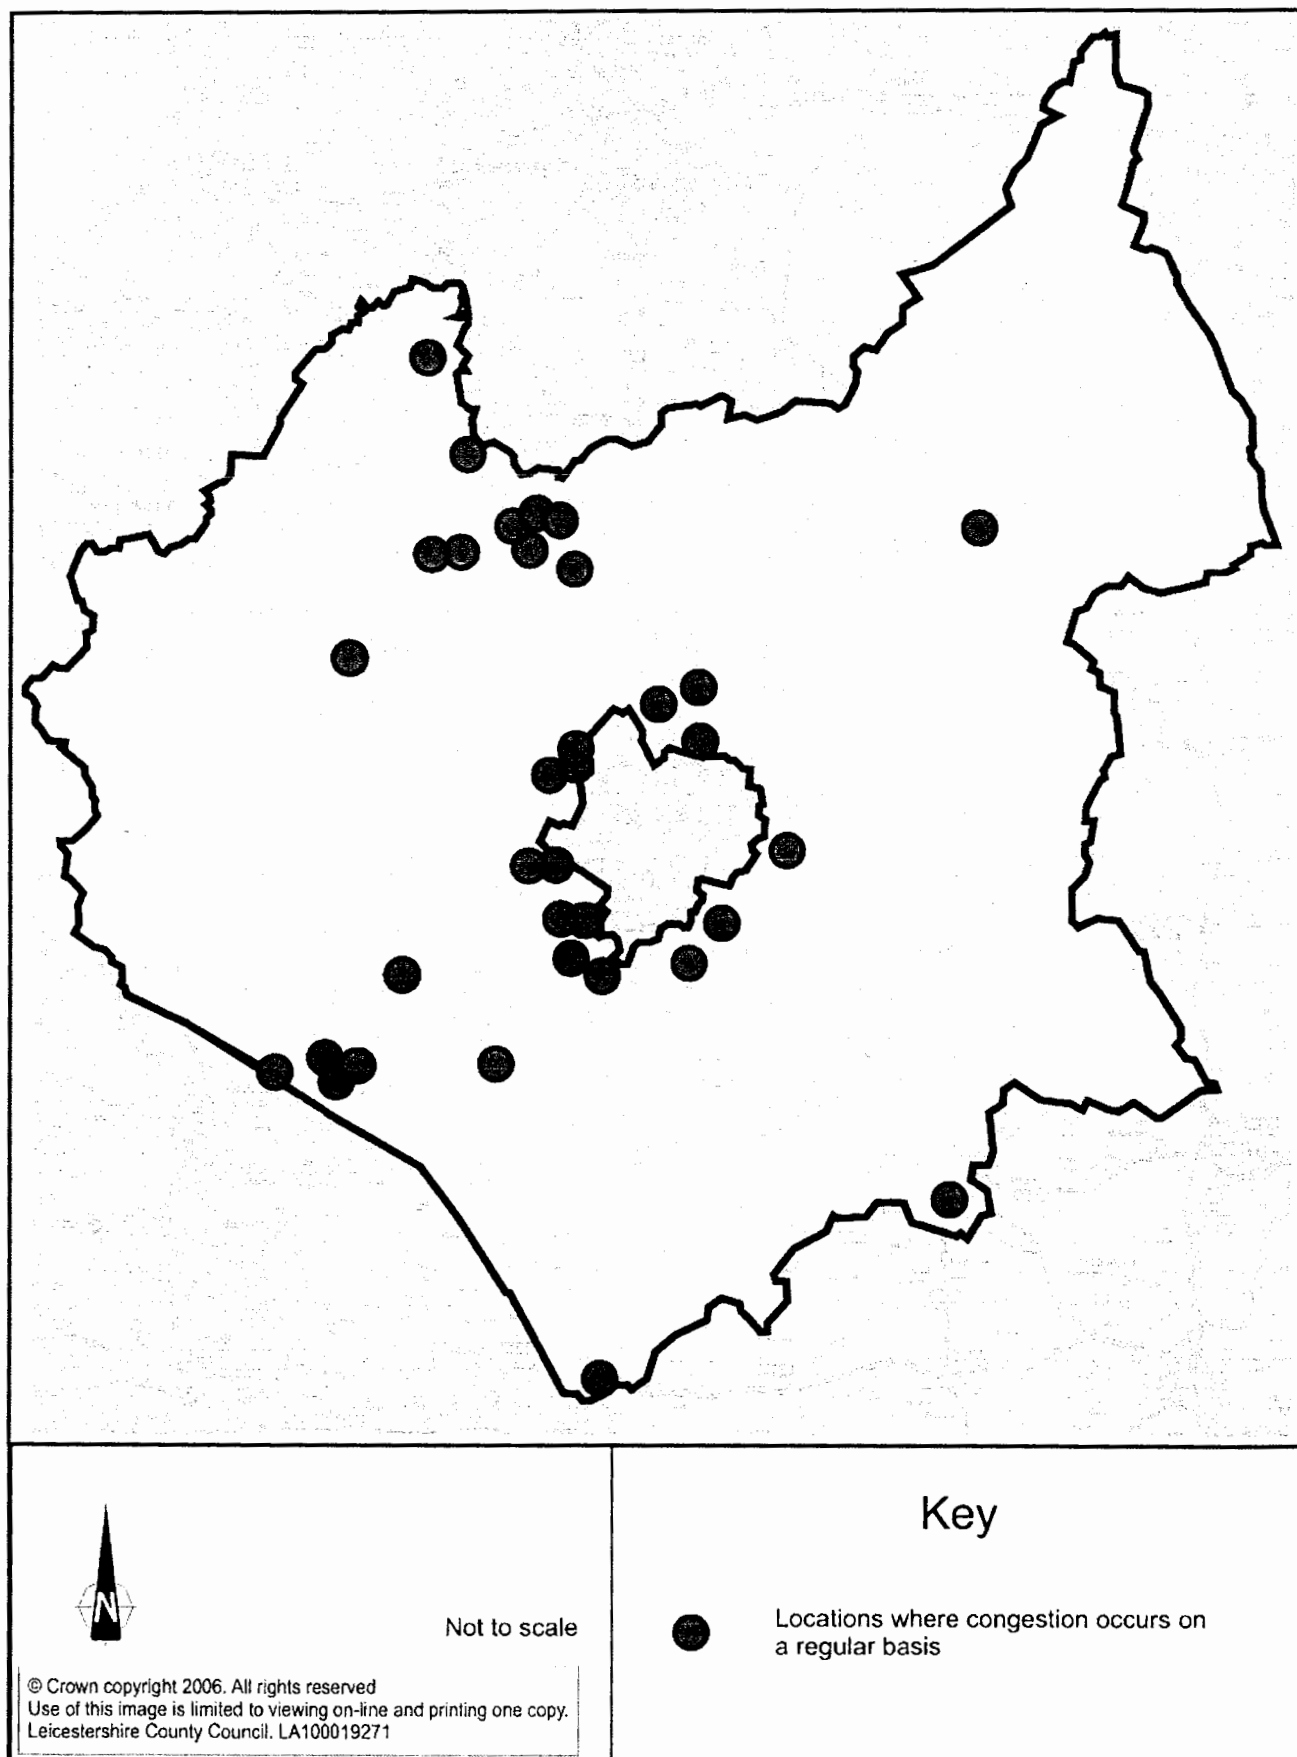 Key
N
Not to scale
Locations where congestion occurs on
a regular basis
© Crown copyright 2006. All rights reserved
Use of this image is limited to viewing on-line and printing one copy.
Leicestershire County Council. LA100019271